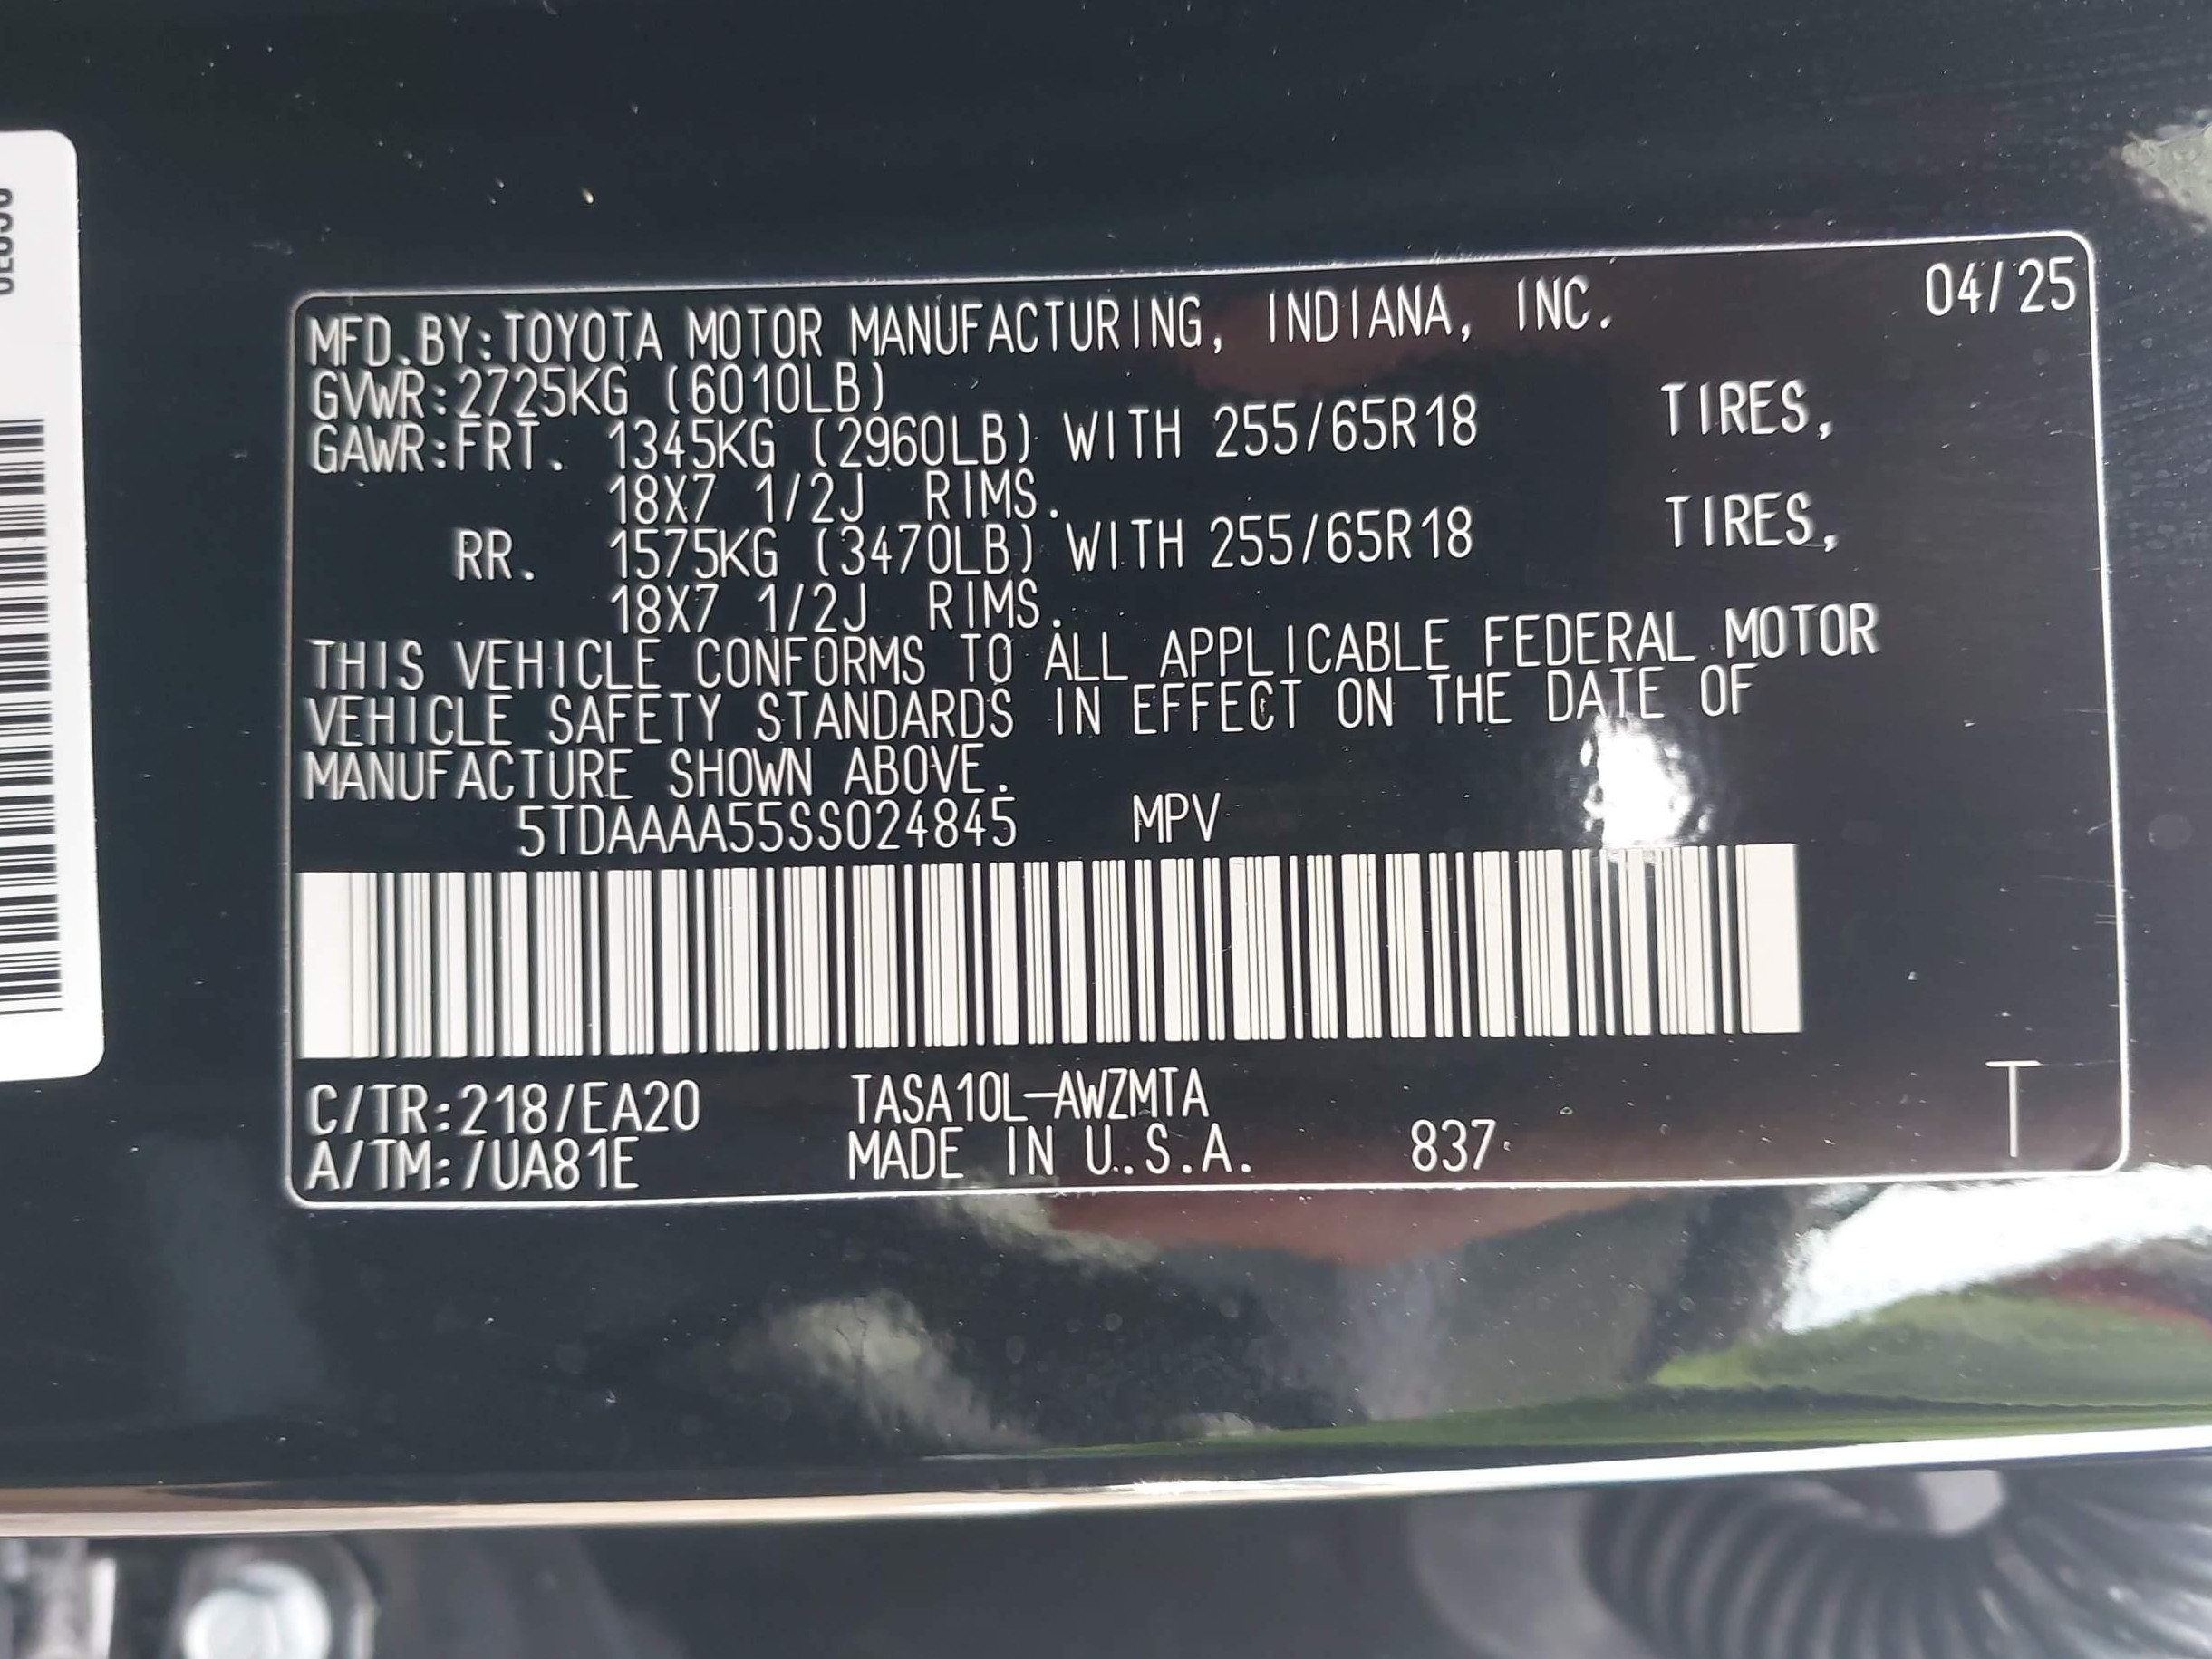 MFD.BY:TOYOTA MOTOR MANUFACTURING, INDIANA, INC. 04/25
GVWR:2725KG (6010LB)
GAWR:FRT. 1345KG (2960LB) WITH 255/65R18 TIRES,
18X7 1/2J RIMS.
RR. 1575KG (3470LB) WITH 255/65R18 TIRES,
18X7 1/2J RIMS.
THIS VEHICLE CONFORMS TO ALL APPLICABLE FEDERAL MOTOR
VEHICLE SAFETY STANDARDS IN EFFECT ON THE DATE OF
MANUFACTURE SHOWN ABOVE.
5TDAAAA55SS024845 MPV
C/TR:218/EA20 TASA10L-AWZMTA
A/TM:/UA81E MADE IN U.S.A. 837 T